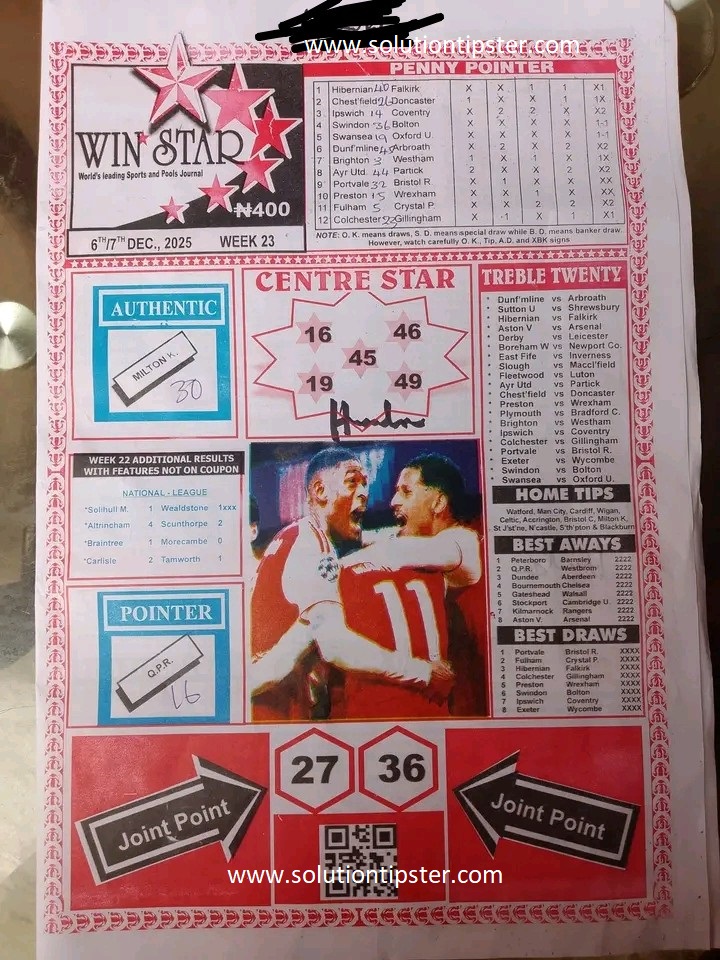 www.solutiontipster.com
WIN STAR
World's leading Sports and Pools Journal
₦400
6TH/7TH DEC., 2025 WEEK 23
PENNY POINTER
1 Hibernian 40 Falkirk X X 1 1 X1
2 Chest'field 26 Doncaster 1 X X 1 1X
3 Ipswich 14 Coventry X 2 2 X X2
4 Swindon 36 Bolton X X X X 1-1
5 Swansea 19 Oxford U. X X X X 1-1
6 Dunf'mline 45 Arbroath X 2 X 2 X2
7 Brighton 3 Westham 1 X 1 X 1X
8 Ayr Utd. 44 Partick 2 X X 2 X2
9 Portvale 32 Bristol R. X 1 X X XX
10 Preston 15 Wrexham X X 1 X XX
11 Fulham 5 Crystal P. X X 2 2 X2
12 Colchester 23 Gillingham X 1 X 1 X1
NOTE: O. K. means draws, S. D. means special draw while B. D. means banker draw.
However, watch carefully O. K., Tip, A.D. and XBK signs
AUTHENTIC
MILTON K.
30
CENTRE STAR
16 46
45
19 49
TREBLE TWENTY
* Dunf'mline vs Arbroath
* Sutton U vs Shrewsbury
* Hibernian vs Falkirk
* Aston V vs Arsenal
* Derby vs Leicester
* Boreham W vs Newport Co.
* East Fife vs Inverness
* Slough vs Maccl'field
* Fleetwood vs Luton
* Ayr Utd vs Partick
* Chest'field vs Doncaster
* Preston vs Wrexham
* Plymouth vs Bradford C.
* Brighton vs Westham
* Ipswich vs Coventry
* Colchester vs Gillingham
* Portvale vs Bristol R.
* Exeter vs Wycombe
* Swindon vs Bolton
* Swansea vs Oxford U.
WEEK 22 ADDITIONAL RESULTS
WITH FEATURES NOT ON COUPON
NATIONAL - LEAGUE
*Solihull M. 1 Wealdstone 1xxx
*Altrincham 4 Scunthorpe 2
*Braintree 1 Morecambe 0
*Carlisle 2 Tamworth 1
HOME TIPS
Watford, Man City, Cardiff, Wigan,
Celtic, Accrington, Bristol C, Milton K,
St J'st'ne, N'castle, S'th'pton & Blackburn
BEST AWAYS
1 Peterboro Barnsley 2222
2 Q.P.R. Westbrom 2222
3 Dundee Aberdeen 2222
4 Bournemouth Chelsea 2222
5 Gateshead Walsall 2222
6 Stockport Cambridge U. 2222
7 Kilmarnock Rangers 2222
8 Aston V. Arsenal 2222
BEST DRAWS
1 Portvale Bristol R. XXXX
2 Fulham Crystal P. XXXX
3 Hibernian Falkirk XXXX
4 Colchester Gillingham XXXX
5 Preston Wrexham XXXX
6 Swindon Bolton XXXX
7 Ipswich Coventry XXXX
8 Exeter Wycombe XXXX
POINTER
Q.P.R.
16
11
Joint Point
27 36
Joint Point
www.solutiontipster.com